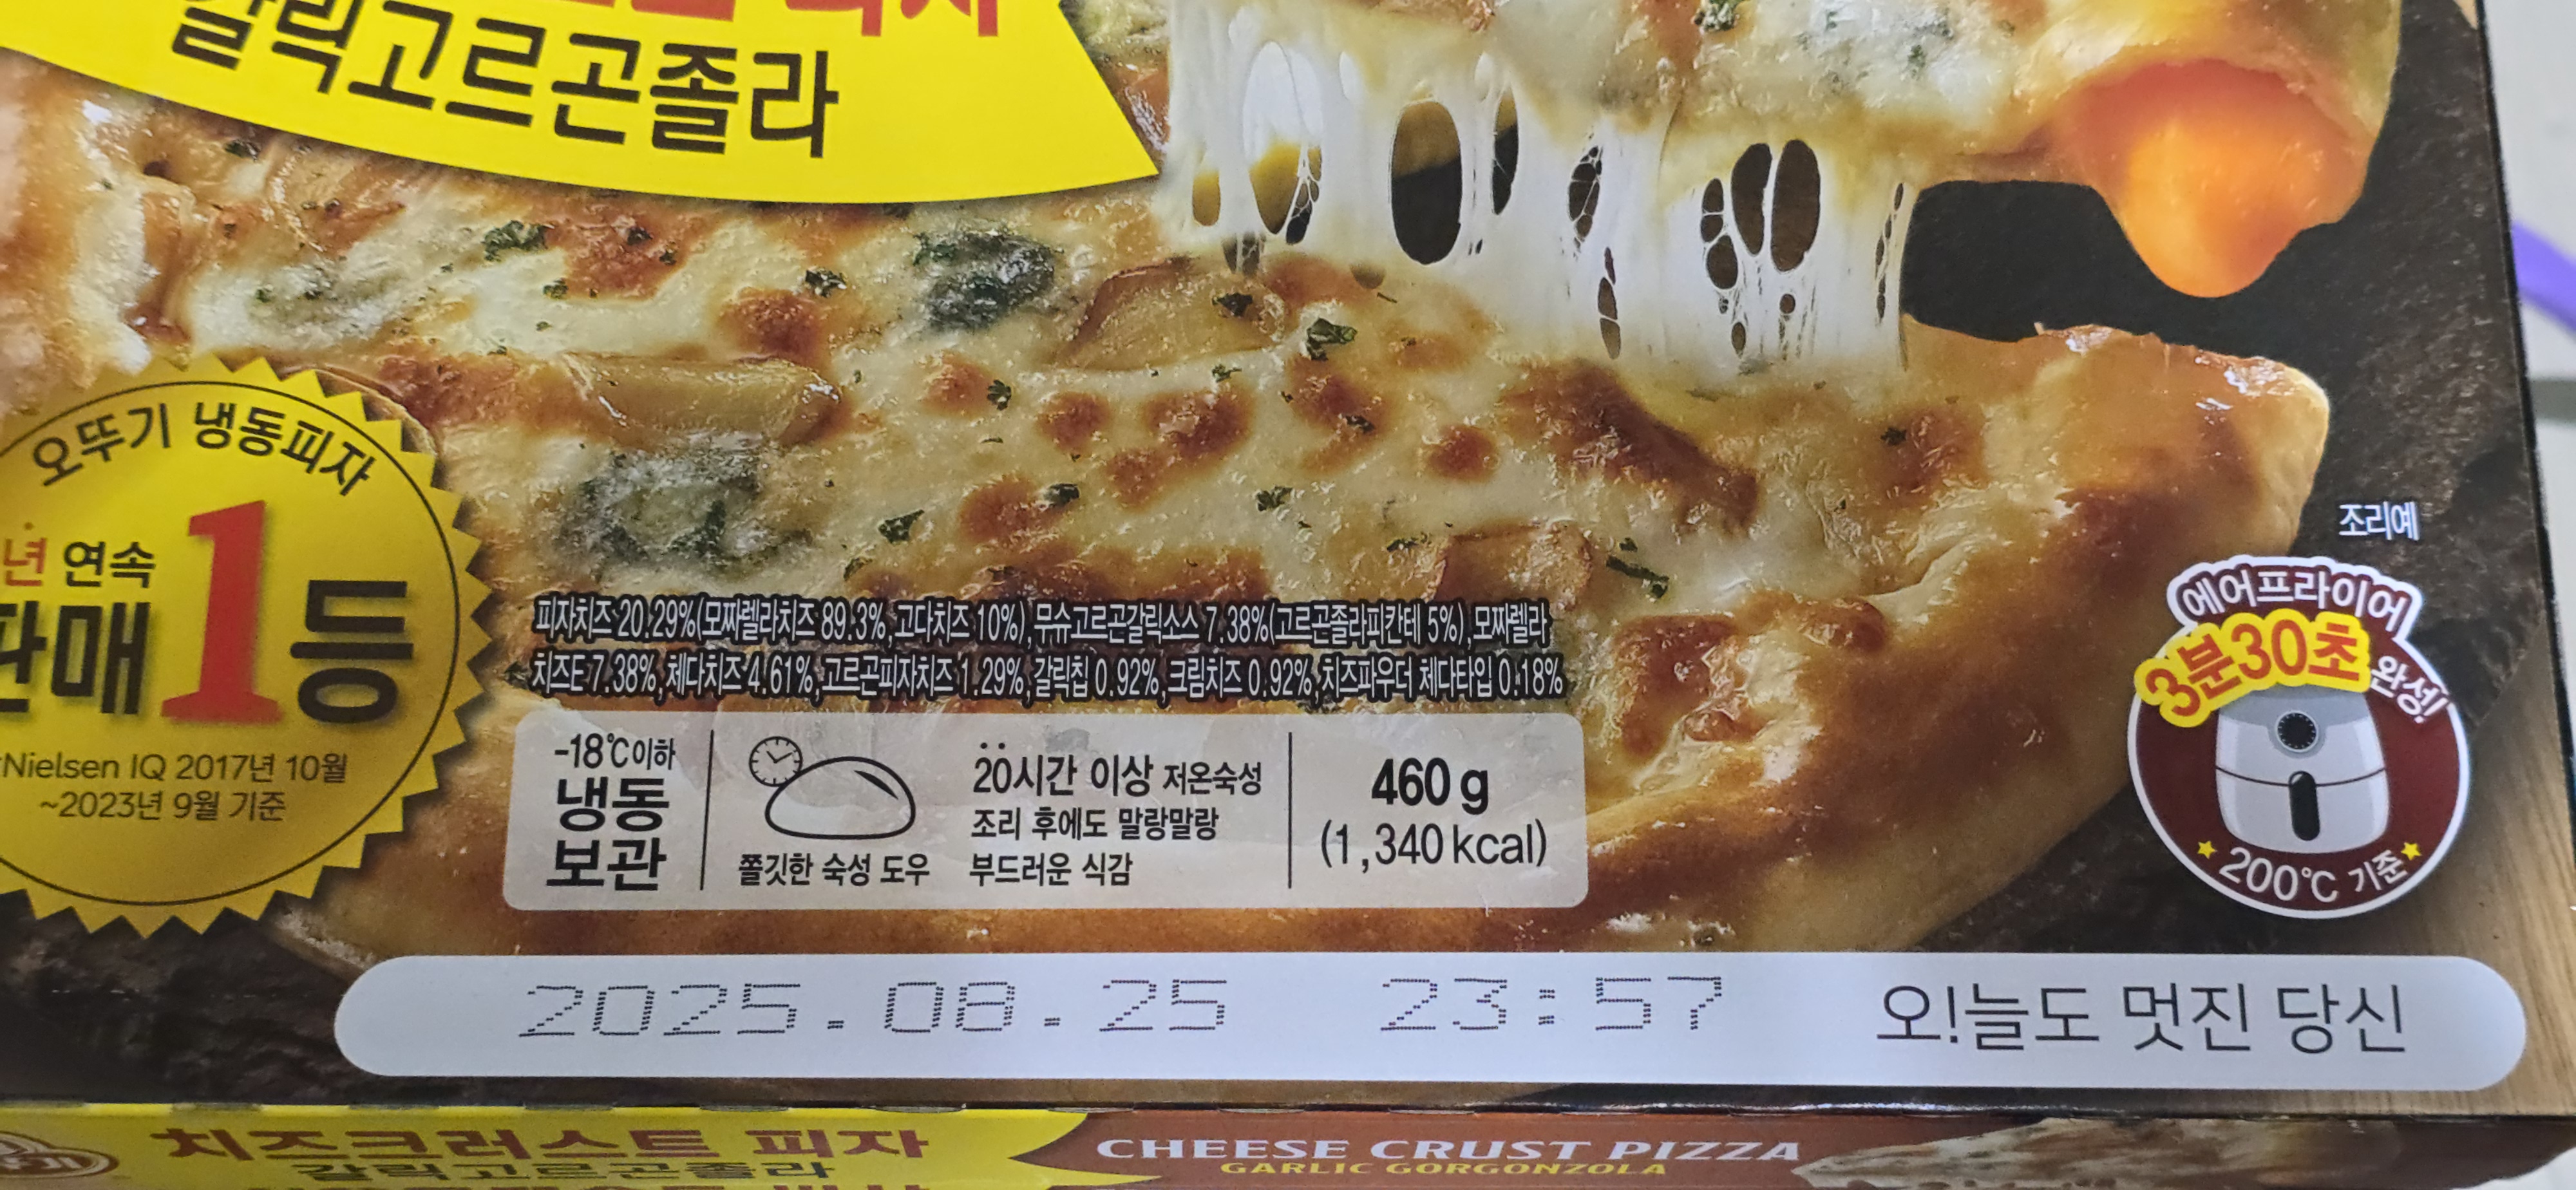 갈릭고르곤졸라
오뚜기 냉동피자
년 연속
판매 1등
Nielsen IQ 2017년 10월
~2023년 9월 기준
조리예
에어프라이어
3분30초 완성!
200℃ 기준
피자치즈 20.29%(모짜렐라치즈 89.3%, 고다치즈 10%), 무슈고르곤갈릭소스 7.38%(고르곤졸라피칸테 5%), 모짜렐라
치즈E 7.38%, 체다치즈 4.61%, 고르곤피자치즈 1.29%, 갈릭칩 0.92%, 크림치즈 0.92%, 치즈파우더 체다타입 0.18%
-18℃이하
냉동
보관
쫄깃한 숙성 도우
20시간 이상 저온숙성
조리 후에도 말랑말랑
부드러운 식감
460 g
(1,340 kcal)
2025.08.25 23:57 오!늘도 멋진 당신
치즈크러스트 피자
갈릭고르곤졸라
CHEESE CRUST PIZZA
GARLIC GORGONZOLA